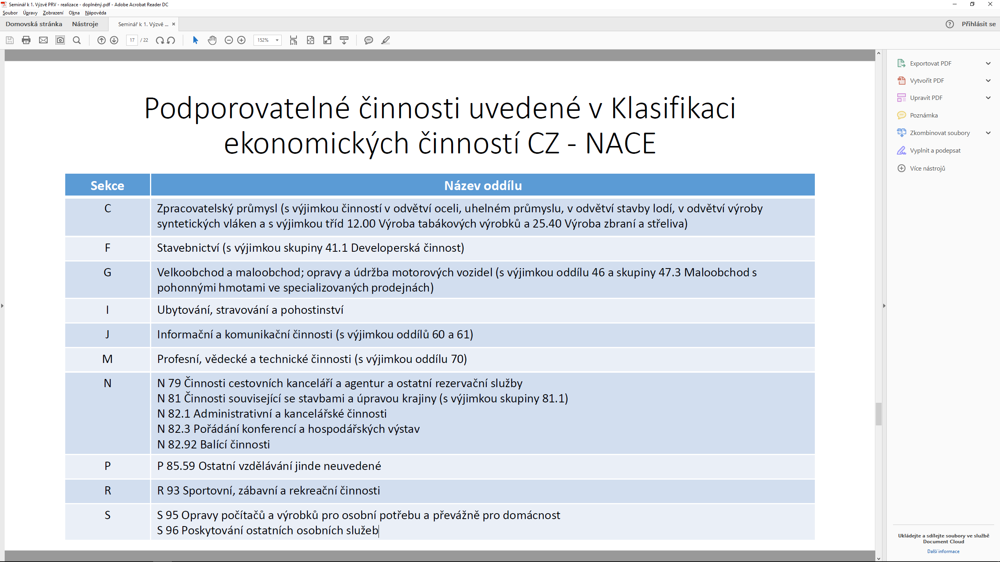 Seminář k 1. Výzvě PRV - realizace - doplněný.pdf - Adobe Acrobat Reader DC
Soubor Úpravy Zobrazení Okna Nápověda
Domovská stránka Nástroje Seminář k 1. Výzvě ... × Přihlásit se
17 / 22 152%
Exportovat PDF
Vytvořit PDF
Upravit PDF
Poznámka
Zkombinovat soubory
Vyplnit a podepsat
Více nástrojů
Podporovatelné činnosti uvedené v Klasifikaci
ekonomických činností CZ - NACE
Sekce Název oddílu
C Zpracovatelský průmysl (s výjimkou činností v odvětví oceli, uhelném průmyslu, v odvětví stavby lodí, v odvětví výroby
syntetických vláken a s výjimkou tříd 12.00 Výroba tabákových výrobků a 25.40 Výroba zbraní a střeliva)
F Stavebnictví (s výjimkou skupiny 41.1 Developerská činnost)
G Velkoobchod a maloobchod; opravy a údržba motorových vozidel (s výjimkou oddílu 46 a skupiny 47.3 Maloobchod s
pohonnými hmotami ve specializovaných prodejnách)
I Ubytování, stravování a pohostinství
J Informační a komunikační činnosti (s výjimkou oddílů 60 a 61)
M Profesní, vědecké a technické činnosti (s výjimkou oddílu 70)
N N 79 Činnosti cestovních kanceláří a agentur a ostatní rezervační služby
N 81 Činnosti související se stavbami a úpravou krajiny (s výjimkou skupiny 81.1)
N 82.1 Administrativní a kancelářské činnosti
N 82.3 Pořádání konferencí a hospodářských výstav
N 82.92 Balící činnosti
P P 85.59 Ostatní vzdělávání jinde neuvedené
R R 93 Sportovní, zábavní a rekreační činnosti
S S 95 Opravy počítačů a výrobků pro osobní potřebu a převážně pro domácnost
S 96 Poskytování ostatních osobních služeb
Ukládejte a sdílejte soubory ve službě
Document Cloud
Další informace